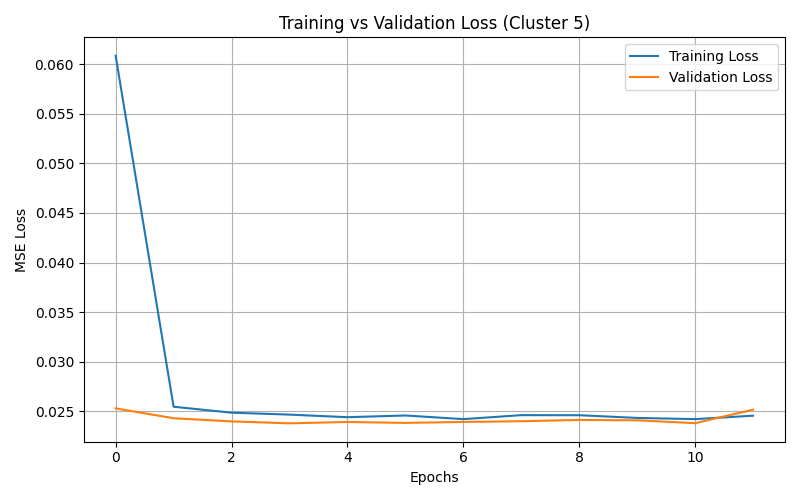 Training vs Validation Loss (Cluster 5)
Training Loss
Validation Loss
MSE Loss
0.060
0.055
0.050
0.045
0.040
0.035
0.030
0.025
0 2 4 6 8 10
Epochs